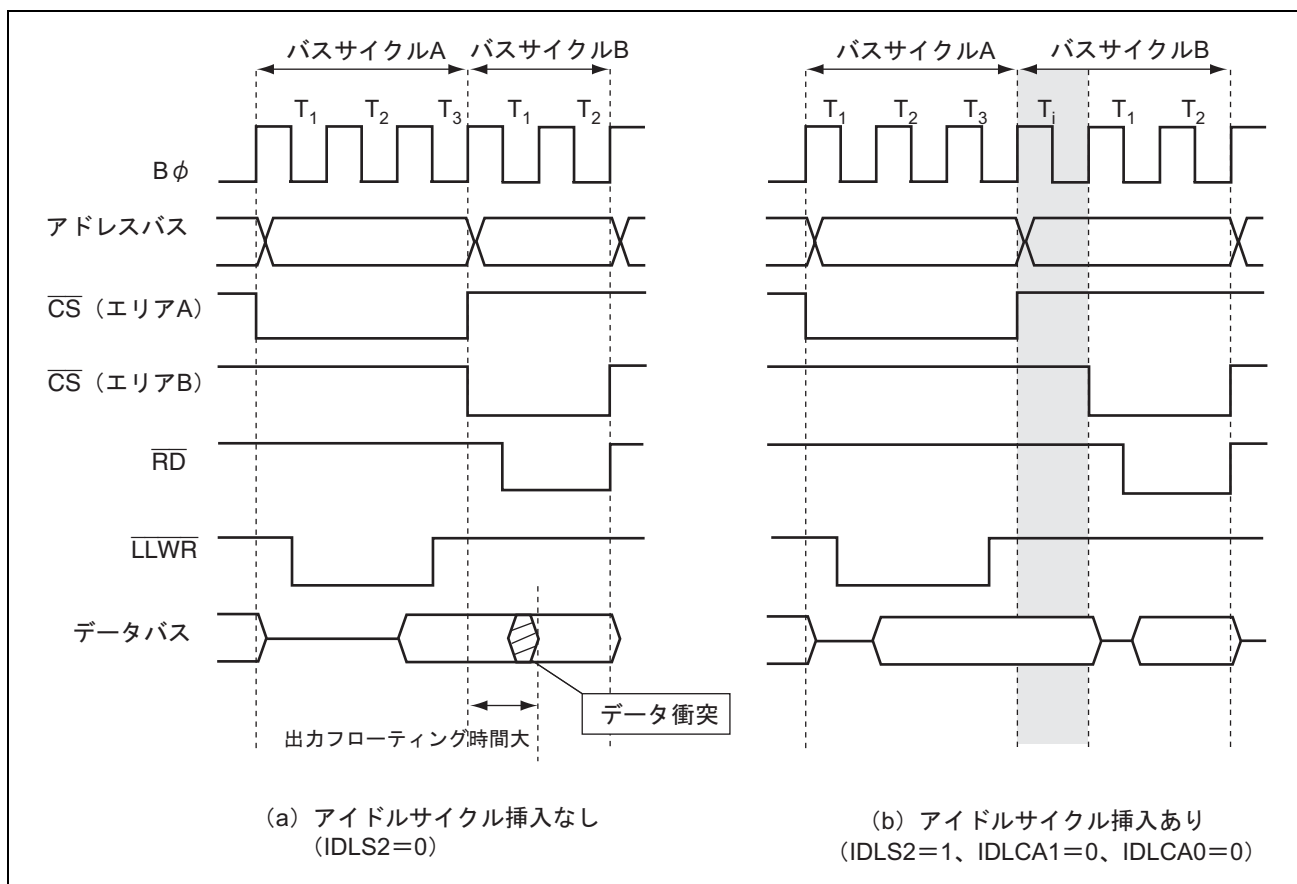 バスサイクルA バスサイクルB
バスサイクルA バスサイクルB
T1 T2 T3 T1 T2
T1 T2 T3 Ti T1 T2
Bφ
アドレスバス
CS（エリアA）
CS（エリアB）
RD
LLWR
データバス
データ衝突
出力フローティング時間大
（a）アイドルサイクル挿入なし
（IDLS2＝0）
（b）アイドルサイクル挿入あり
（IDLS2＝1、IDLCA1＝0、IDLCA0＝0）